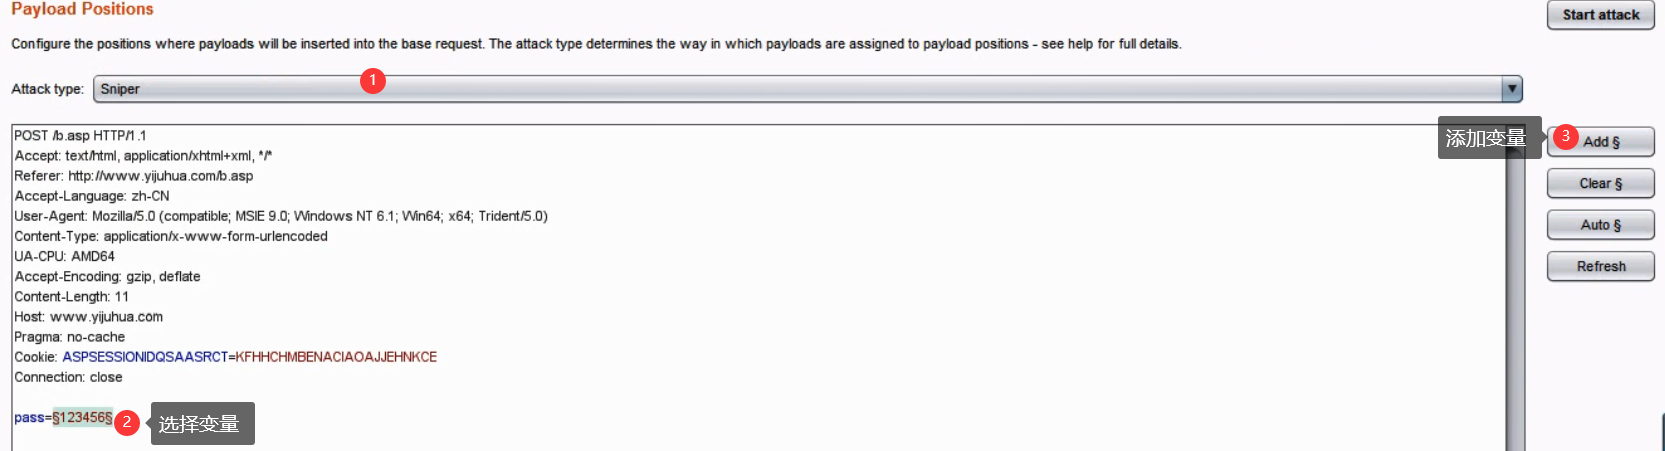 Payload Positions
Start attack
Configure the positions where payloads will be inserted into the base request. The attack type determines the way in which payloads are assigned to payload positions - see help for full details.
Attack type: Sniper
1
POST /b.asp HTTP/1.1
Accept: text/html, application/xhtml+xml, */*
Referer: http://www.yijuhua.com/b.asp
Accept-Language: zh-CN
User-Agent: Mozilla/5.0 (compatible; MSIE 9.0; Windows NT 6.1; Win64; x64; Trident/5.0)
Content-Type: application/x-www-form-urlencoded
UA-CPU: AMD64
Accept-Encoding: gzip, deflate
Content-Length: 11
Host: www.yijuhua.com
Pragma: no-cache
Cookie: ASPSESSIONIDQSAASRCT=KFHHCHMBENACIAOAJJEHNKCE
Connection: close
pass=§123456§
2 选择变量
添加变量 3 Add §
Clear §
Auto §
Refresh